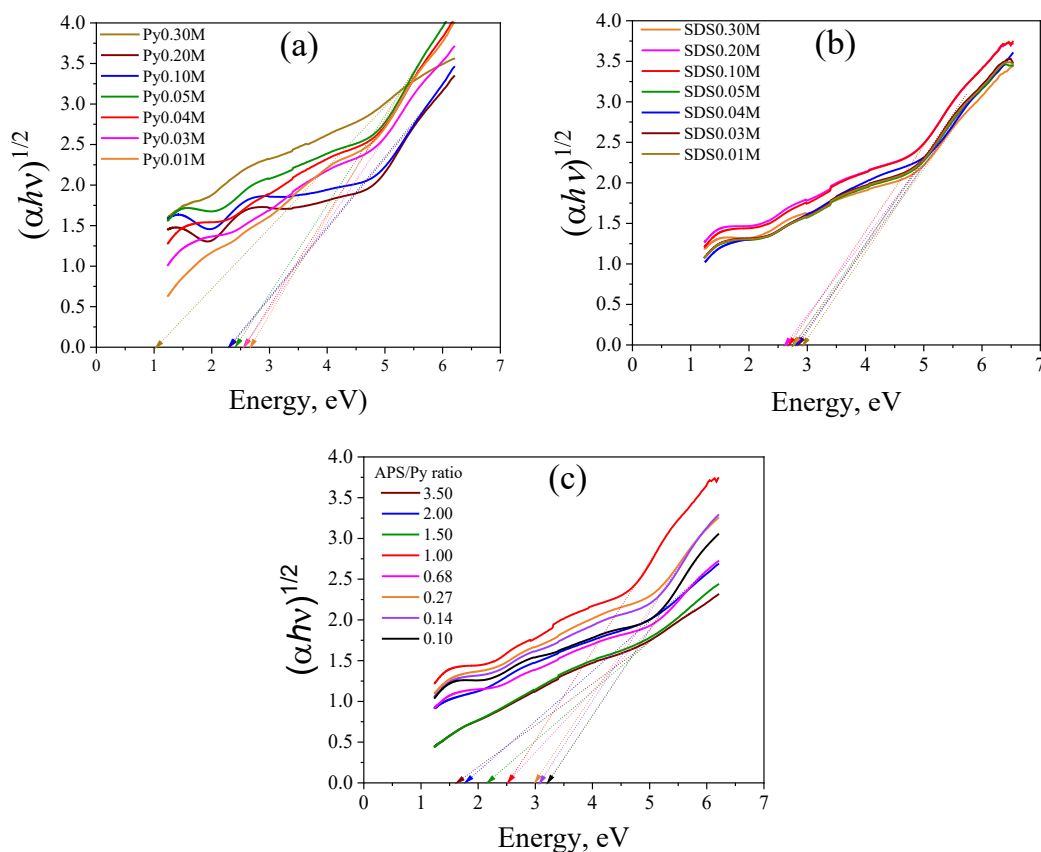 (a)
Py0.30M
Py0.20M
Py0.10M
Py0.05M
Py0.04M
Py0.03M
Py0.01M
4.0
3.5
3.0
2.5
2.0
1.5
1.0
0.5
0.0
(αhν)1/2
0 1 2 3 4 5 6 7
Energy, eV)
(b)
SDS0.30M
SDS0.20M
SDS0.10M
SDS0.05M
SDS0.04M
SDS0.03M
SDS0.01M
4.0
3.5
3.0
2.5
2.0
1.5
1.0
0.5
0.0
(αhν)1/2
0 1 2 3 4 5 6 7
Energy, eV
(c)
APS/Py ratio
3.50
2.00
1.50
1.00
0.68
0.27
0.14
0.10
4.0
3.5
3.0
2.5
2.0
1.5
1.0
0.5
0.0
(αhν)1/2
0 1 2 3 4 5 6 7
Energy, eV